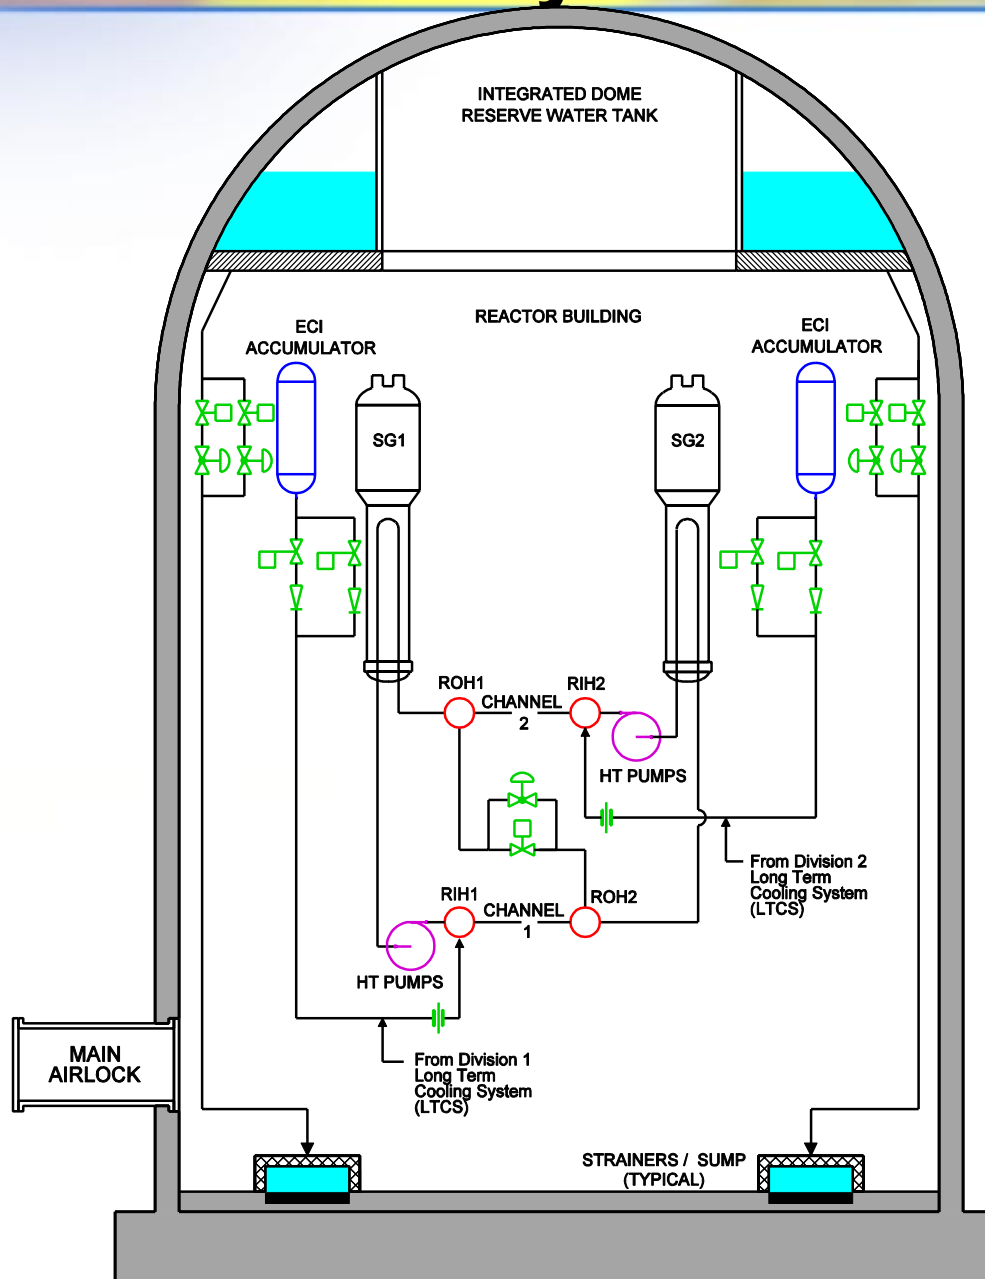 INTEGRATED DOME
RESERVE WATER TANK
REACTOR BUILDING
ECI
ACCUMULATOR
ECI
ACCUMULATOR
SG1
SG2
ROH1
CHANNEL
2
RIH2
HT PUMPS
From Division 2
Long Term
Cooling System
(LTCS)
RIH1
CHANNEL
1
ROH2
HT PUMPS
MAIN
AIRLOCK
From Division 1
Long Term
Cooling System
(LTCS)
STRAINERS / SUMP
(TYPICAL)